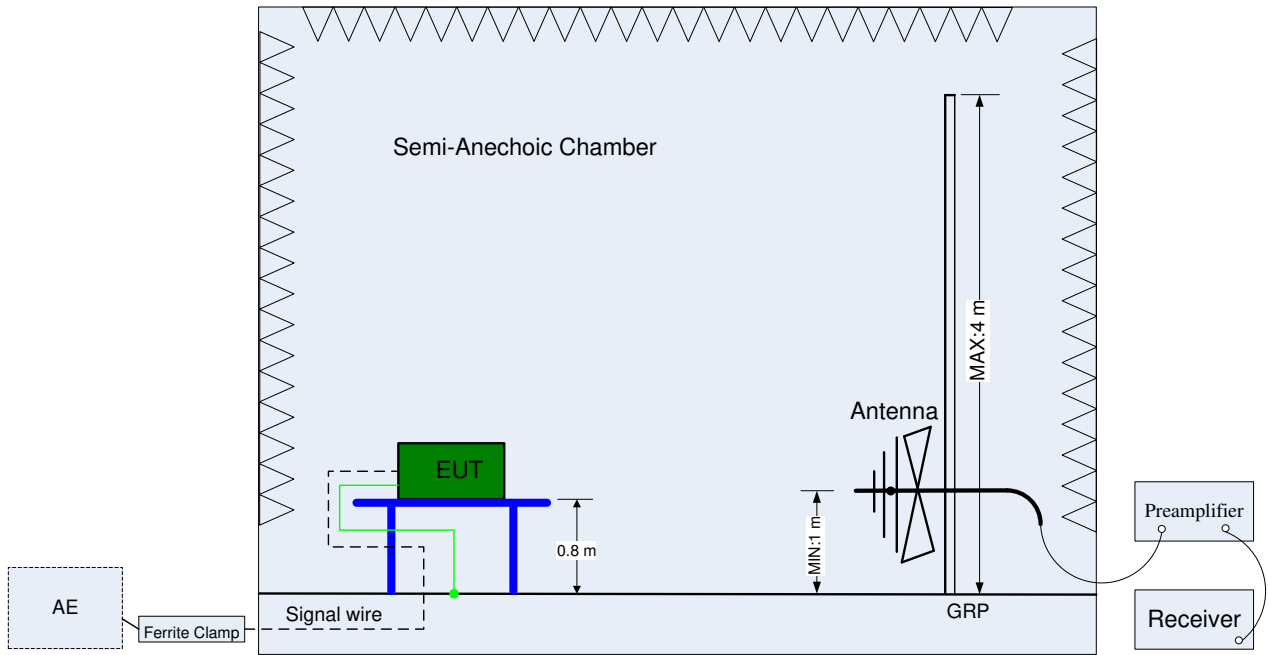 Semi-Anechoic Chamber
MAX:4 m
Antenna
EUT
Preamplifier
MIN:1 m
0.8 m
AE
Signal wire
GRP
Receiver
Ferrite Clamp